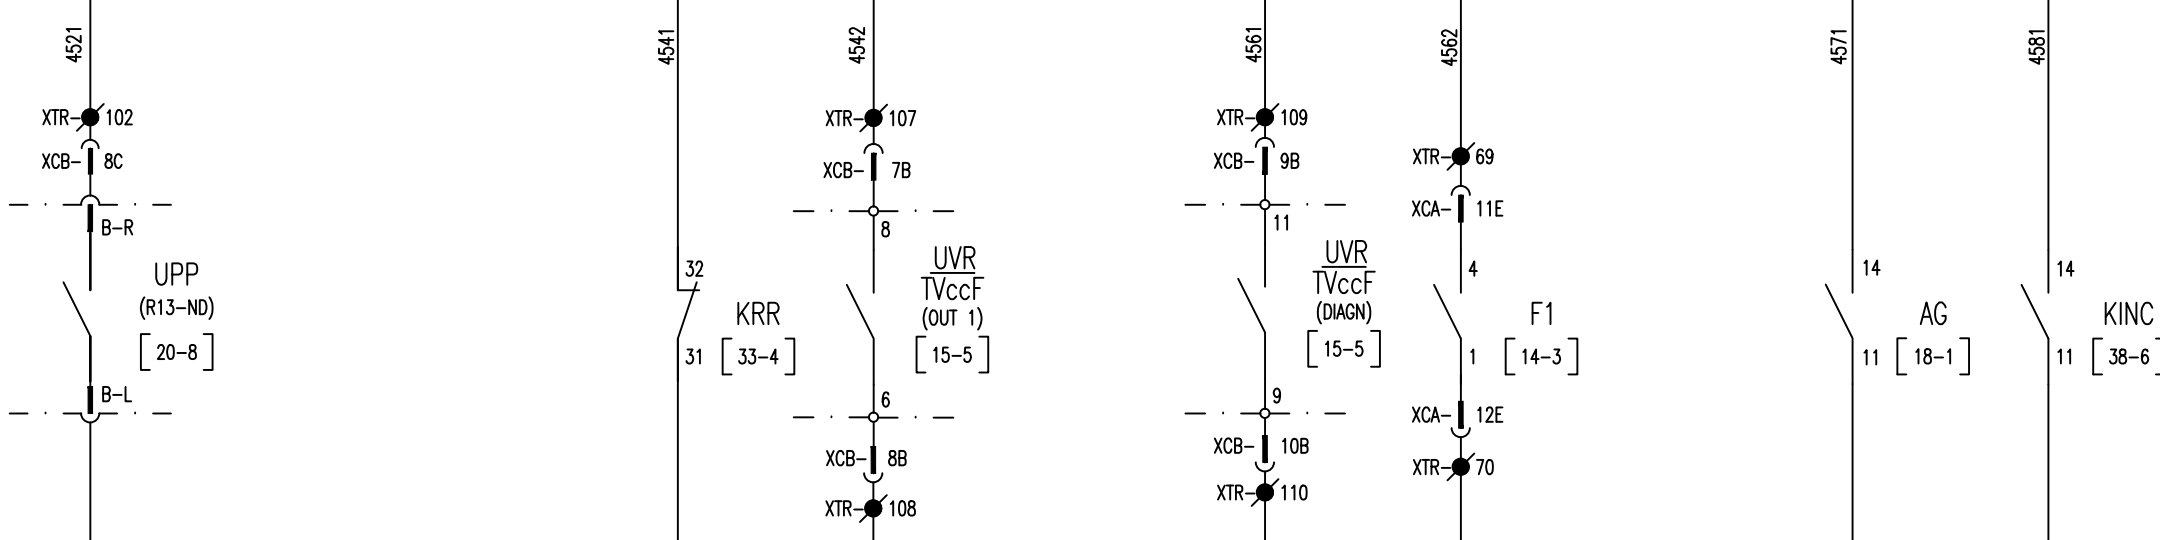 4521
XTR- 102
XCB- 8C
B-R
UPP
(R13-ND)
[20-8]
B-L
4541
32
KRR
31 [33-4]
4542
XTR- 107
XCB- 7B
8
UVR
TVccF
(OUT 1)
[15-5]
6
XCB- 8B
XTR- 108
4561
XTR- 109
XCB- 9B
11
UVR
TVccF
(DIAGN)
[15-5]
9
XCB- 10B
XTR- 110
4562
XTR- 69
XCA- 11E
4
F1
1 [14-3]
XCA- 12E
XTR- 70
4571
14
AG
11 [18-1]
4581
14
KINC
11 [38-6